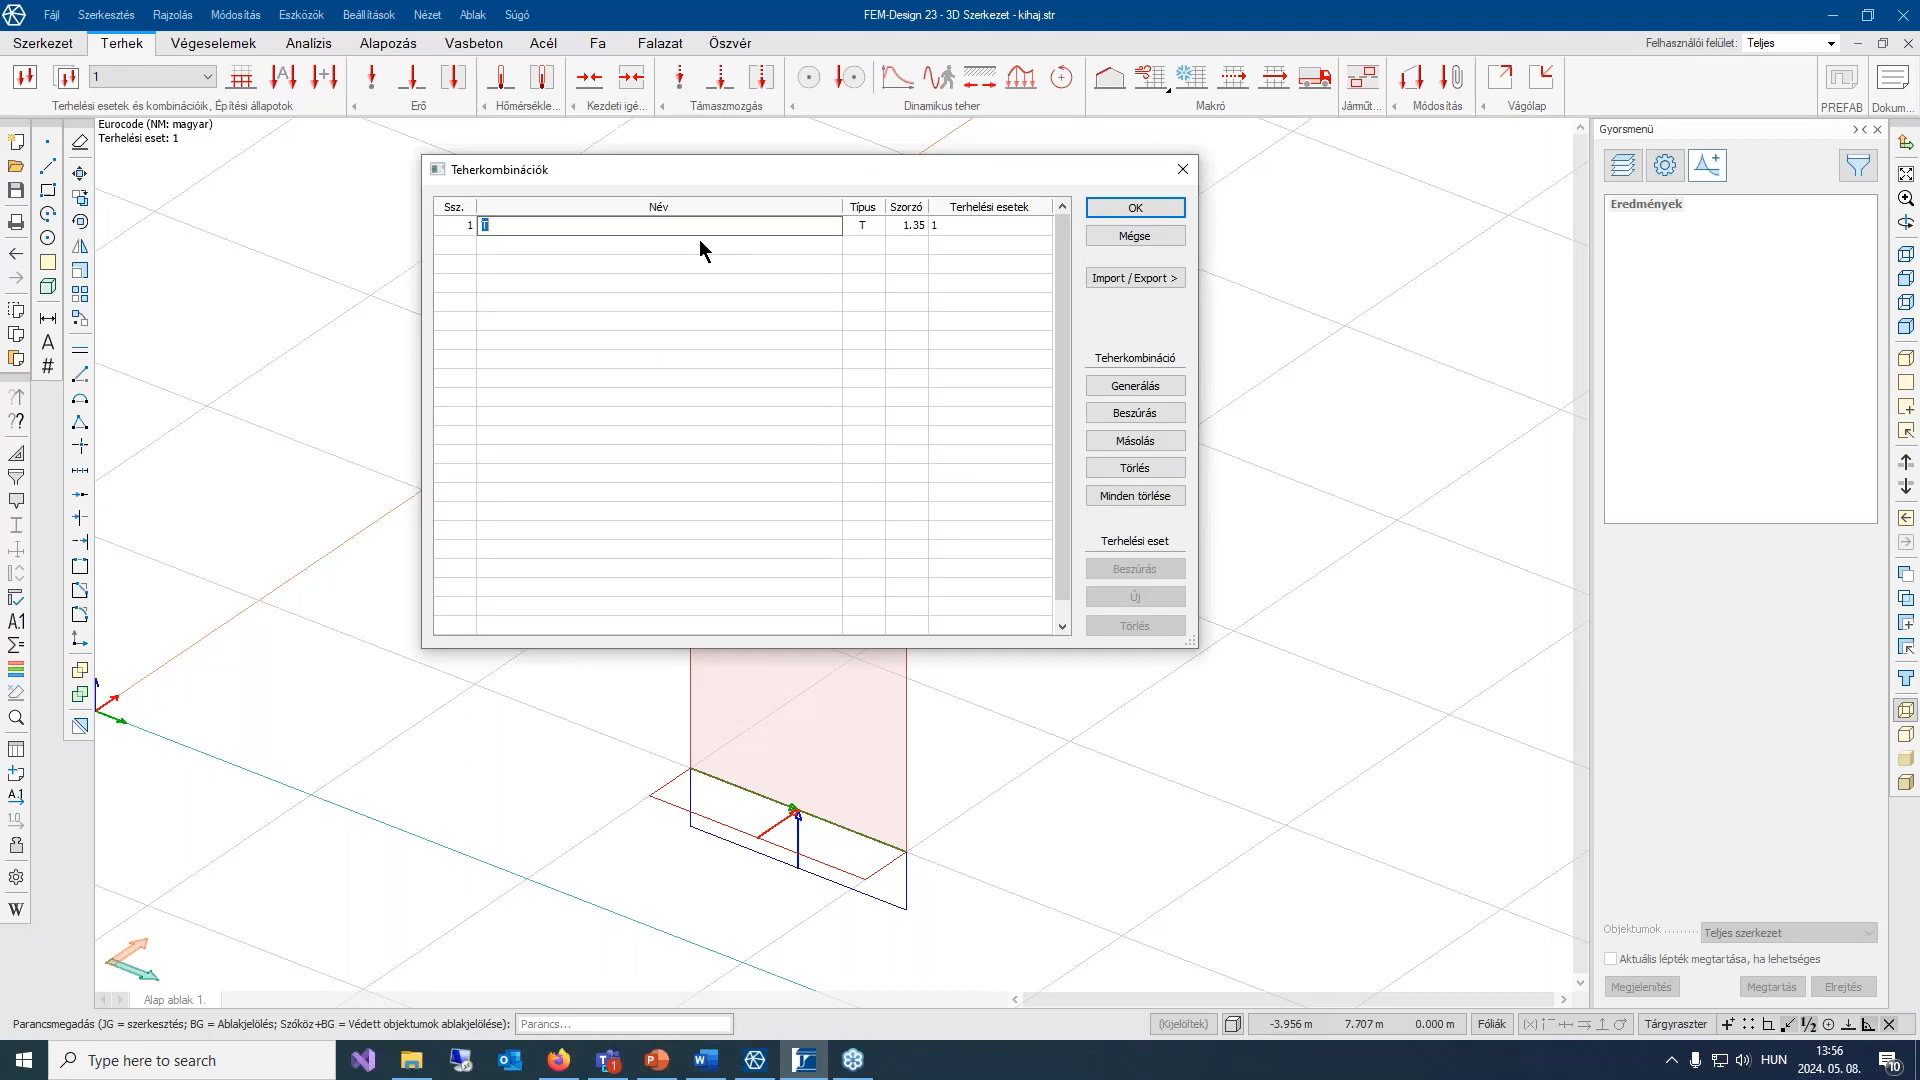 Fájl Szerkesztés Rajzolás Módosítás Eszközök Beállítások Nézet Ablak Súgó
FEM-Design 23 - 3D Szerkezet - kihaj.str
Szerkezet Terhek Végeselemek Analízis Alapozás Vasbeton Acél Fa Falazat Öszvér
Felhasználói felület: Teljes
1
Terhelési esetek és kombinációik, Építési állapotok
Erő
Hőmérsékle...
Kezdeti igé...
Támaszmozgás
Dinamikus teher
Makró
Járműt...
Módosítás
Vágólap
PREFAB
Dokum...
Eurocode (NM: magyar)
Terhelési eset: 1
Teherkombinációk
Ssz. Név Típus Szorzó Terhelési esetek
1 T T 1.35 1
OK
Mégse
Import / Export >
Teherkombináció
Generálás
Beszúrás
Másolás
Törlés
Minden törlése
Terhelési eset
Beszúrás
Új
Törlés
Gyorsmenü
Eredmények
Objektumok ........ Teljes szerkezet
Aktuális lépték megtartása, ha lehetséges
Megjelenítés Megtartás Elrejtés
Alap ablak 1.
Parancsmegadás (JG = szerkesztés; BG = Ablakjelölés; Szóköz+BG = Védett objektumok ablakjelölése): Parancs...
(Kijelöltek) -3.956 m 7.707 m 0.000 m Fóliák Tárgyraszter
Type here to search
HUN
13:56
2024. 05. 08.
10